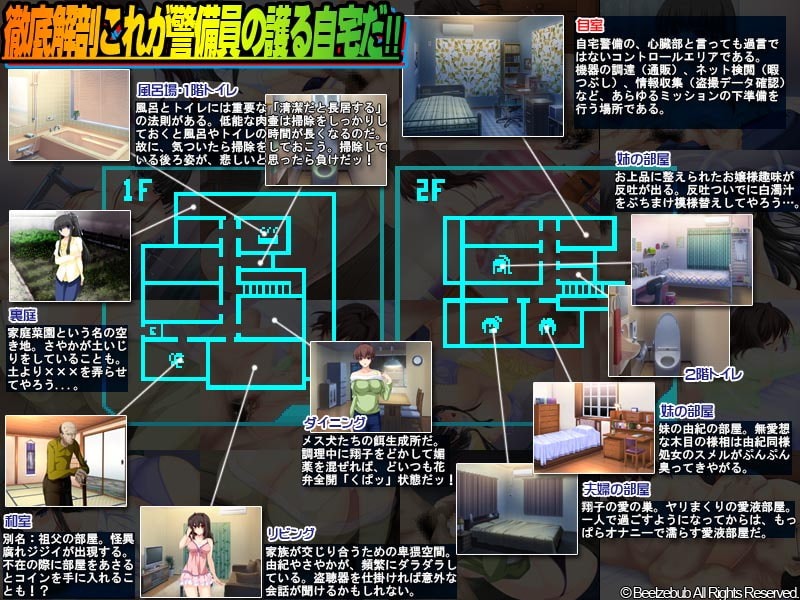 徹底解剖これが警備員の護る自宅だ!!
自室
自宅警備の、心臓部と言っても過言で
はないコントロールエリアである。
機器の調達（通販）、ネット検閲（暇
つぶし）、情報収集（盗撮データ確認）
など、あらゆるミッションの下準備を
行う場所である。
風呂場・1階トイレ
風呂とトイレには重要な「清潔だと長居する」
の法則がある。低能な肉壷は掃除をしっかりし
ておくと風呂やトイレの時間が長くなるのだ。
故に、気づいたら掃除をしておこう。掃除して
いる後ろ姿が、悲しいと思ったら負けだッ！
姉の部屋
お上品に整えられたお嬢様趣味が
反吐が出る。反吐ついでに白濁汁
をぶちまけ模様替えしてやろう…。
1F
2F
裏庭
家庭菜園という名の空
き地。さやかが土いじ
りをしていることも。
土より×××を弄らせ
てやろう...。
2階トイレ
ダイニング
メス犬たちの餌生成所だ。
調理中に翔子をどかして媚
薬を混ぜれば、どいつも花
弁全開「くぱッ」状態だッ！
妹の部屋
妹の由紀の部屋。無愛想
な木目の様相は由紀同様
処女のスメルがぷんぷん
臭ってきやがる。
夫婦の部屋
翔子の愛の巣。ヤリまくりの愛液部屋。
一人で過ごすようになってからは、もっ
ぱらオナニーで濡らす愛液部屋だ。
和室
別名：祖父の部屋。怪異
腐れジジイが出現する。
不在の際に部屋をあさる
とコインを手に入れるこ
とも！？
リビング
家族が交じり合うための卑猥空間。
由紀やさやかが、頻繁にダラダラし
ている。盗聴器を仕掛ければ意外な
会話が聞けるかもしれない。
© Beelzebub All Rights Reserved.